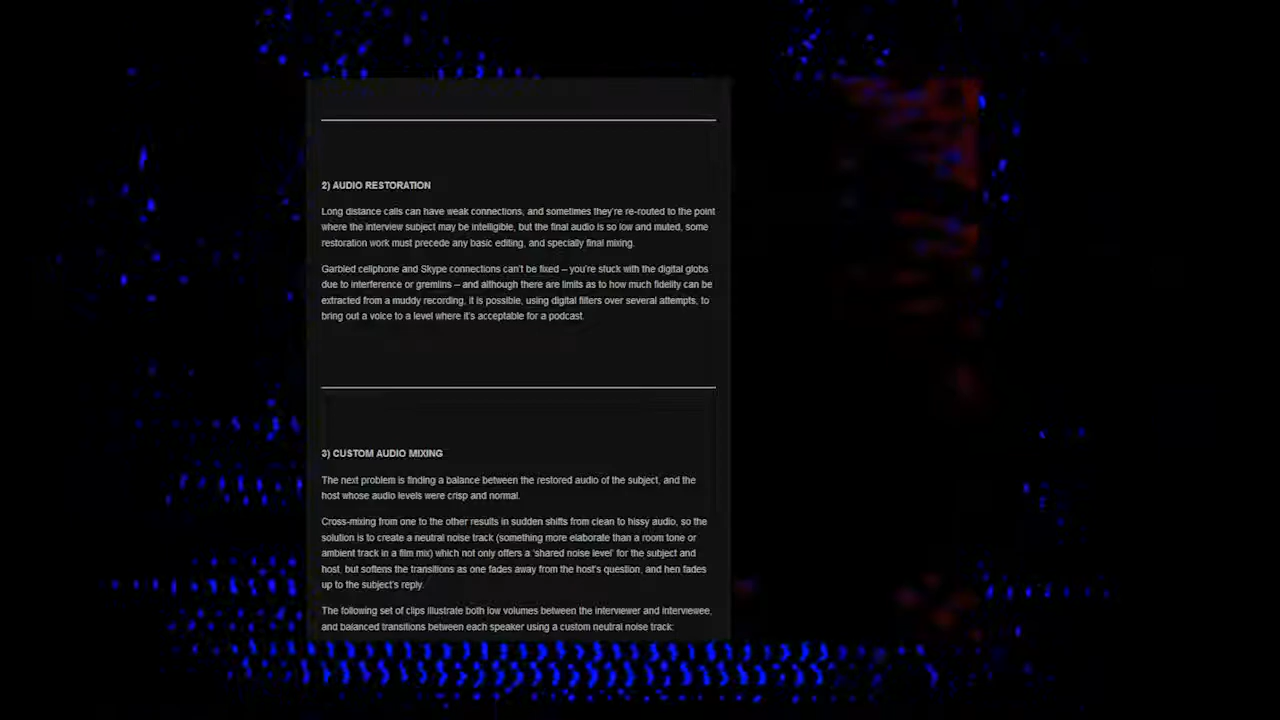 2) AUDIO RESTORATION
Long distance calls can have weak connections, and sometimes they're re-routed to the point
where the interview subject may be intelligible, but the final audio is so low and muted, some
restoration work must precede any basic editing, and specially final mixing.
Garbled cellphone and Skype connections can't be fixed – you're stuck with the digital globs
due to interference or gremlins – and although there are limits as to how much fidelity can be
extracted from a muddy recording, it is possible, using digital filters over several attempts, to
bring out a voice to a level where it's acceptable for a podcast.
3) CUSTOM AUDIO MIXING
The next problem is finding a balance between the restored audio of the subject, and the
host whose audio levels were crisp and normal.
Cross-mixing from one to the other results in sudden shifts from clean to hissy audio, so the
solution is to create a neutral noise track (something more elaborate than a room tone or
ambient track in a film mix) which not only offers a 'shared noise level' for the subject and
host, but softens the transitions as one fades away from the host's question, and hen fades
up to the subject's reply.
The following set of clips illustrate both low volumes between the interviewer and interviewee,
and balanced transitions between each speaker using a custom neutral noise track: